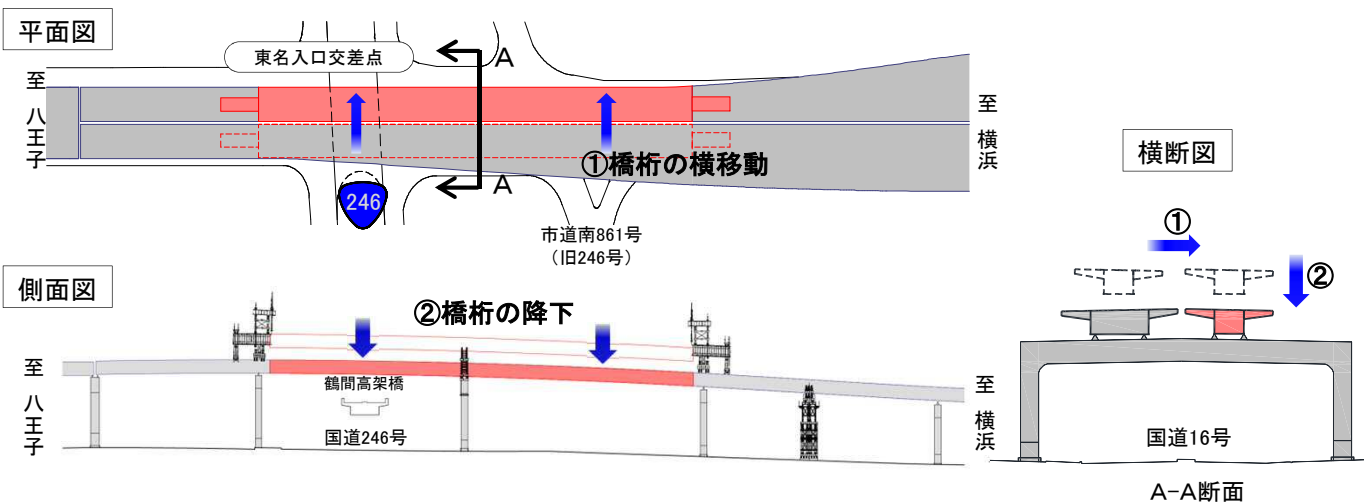 平面図
東名入口交差点
A
至八王子
至横浜
①橋桁の横移動
A
246
市道南861号
(旧246号)
側面図
②橋桁の降下
至八王子
鶴間高架橋
国道246号
至横浜
横断図
①
②
国道16号
A-A断面